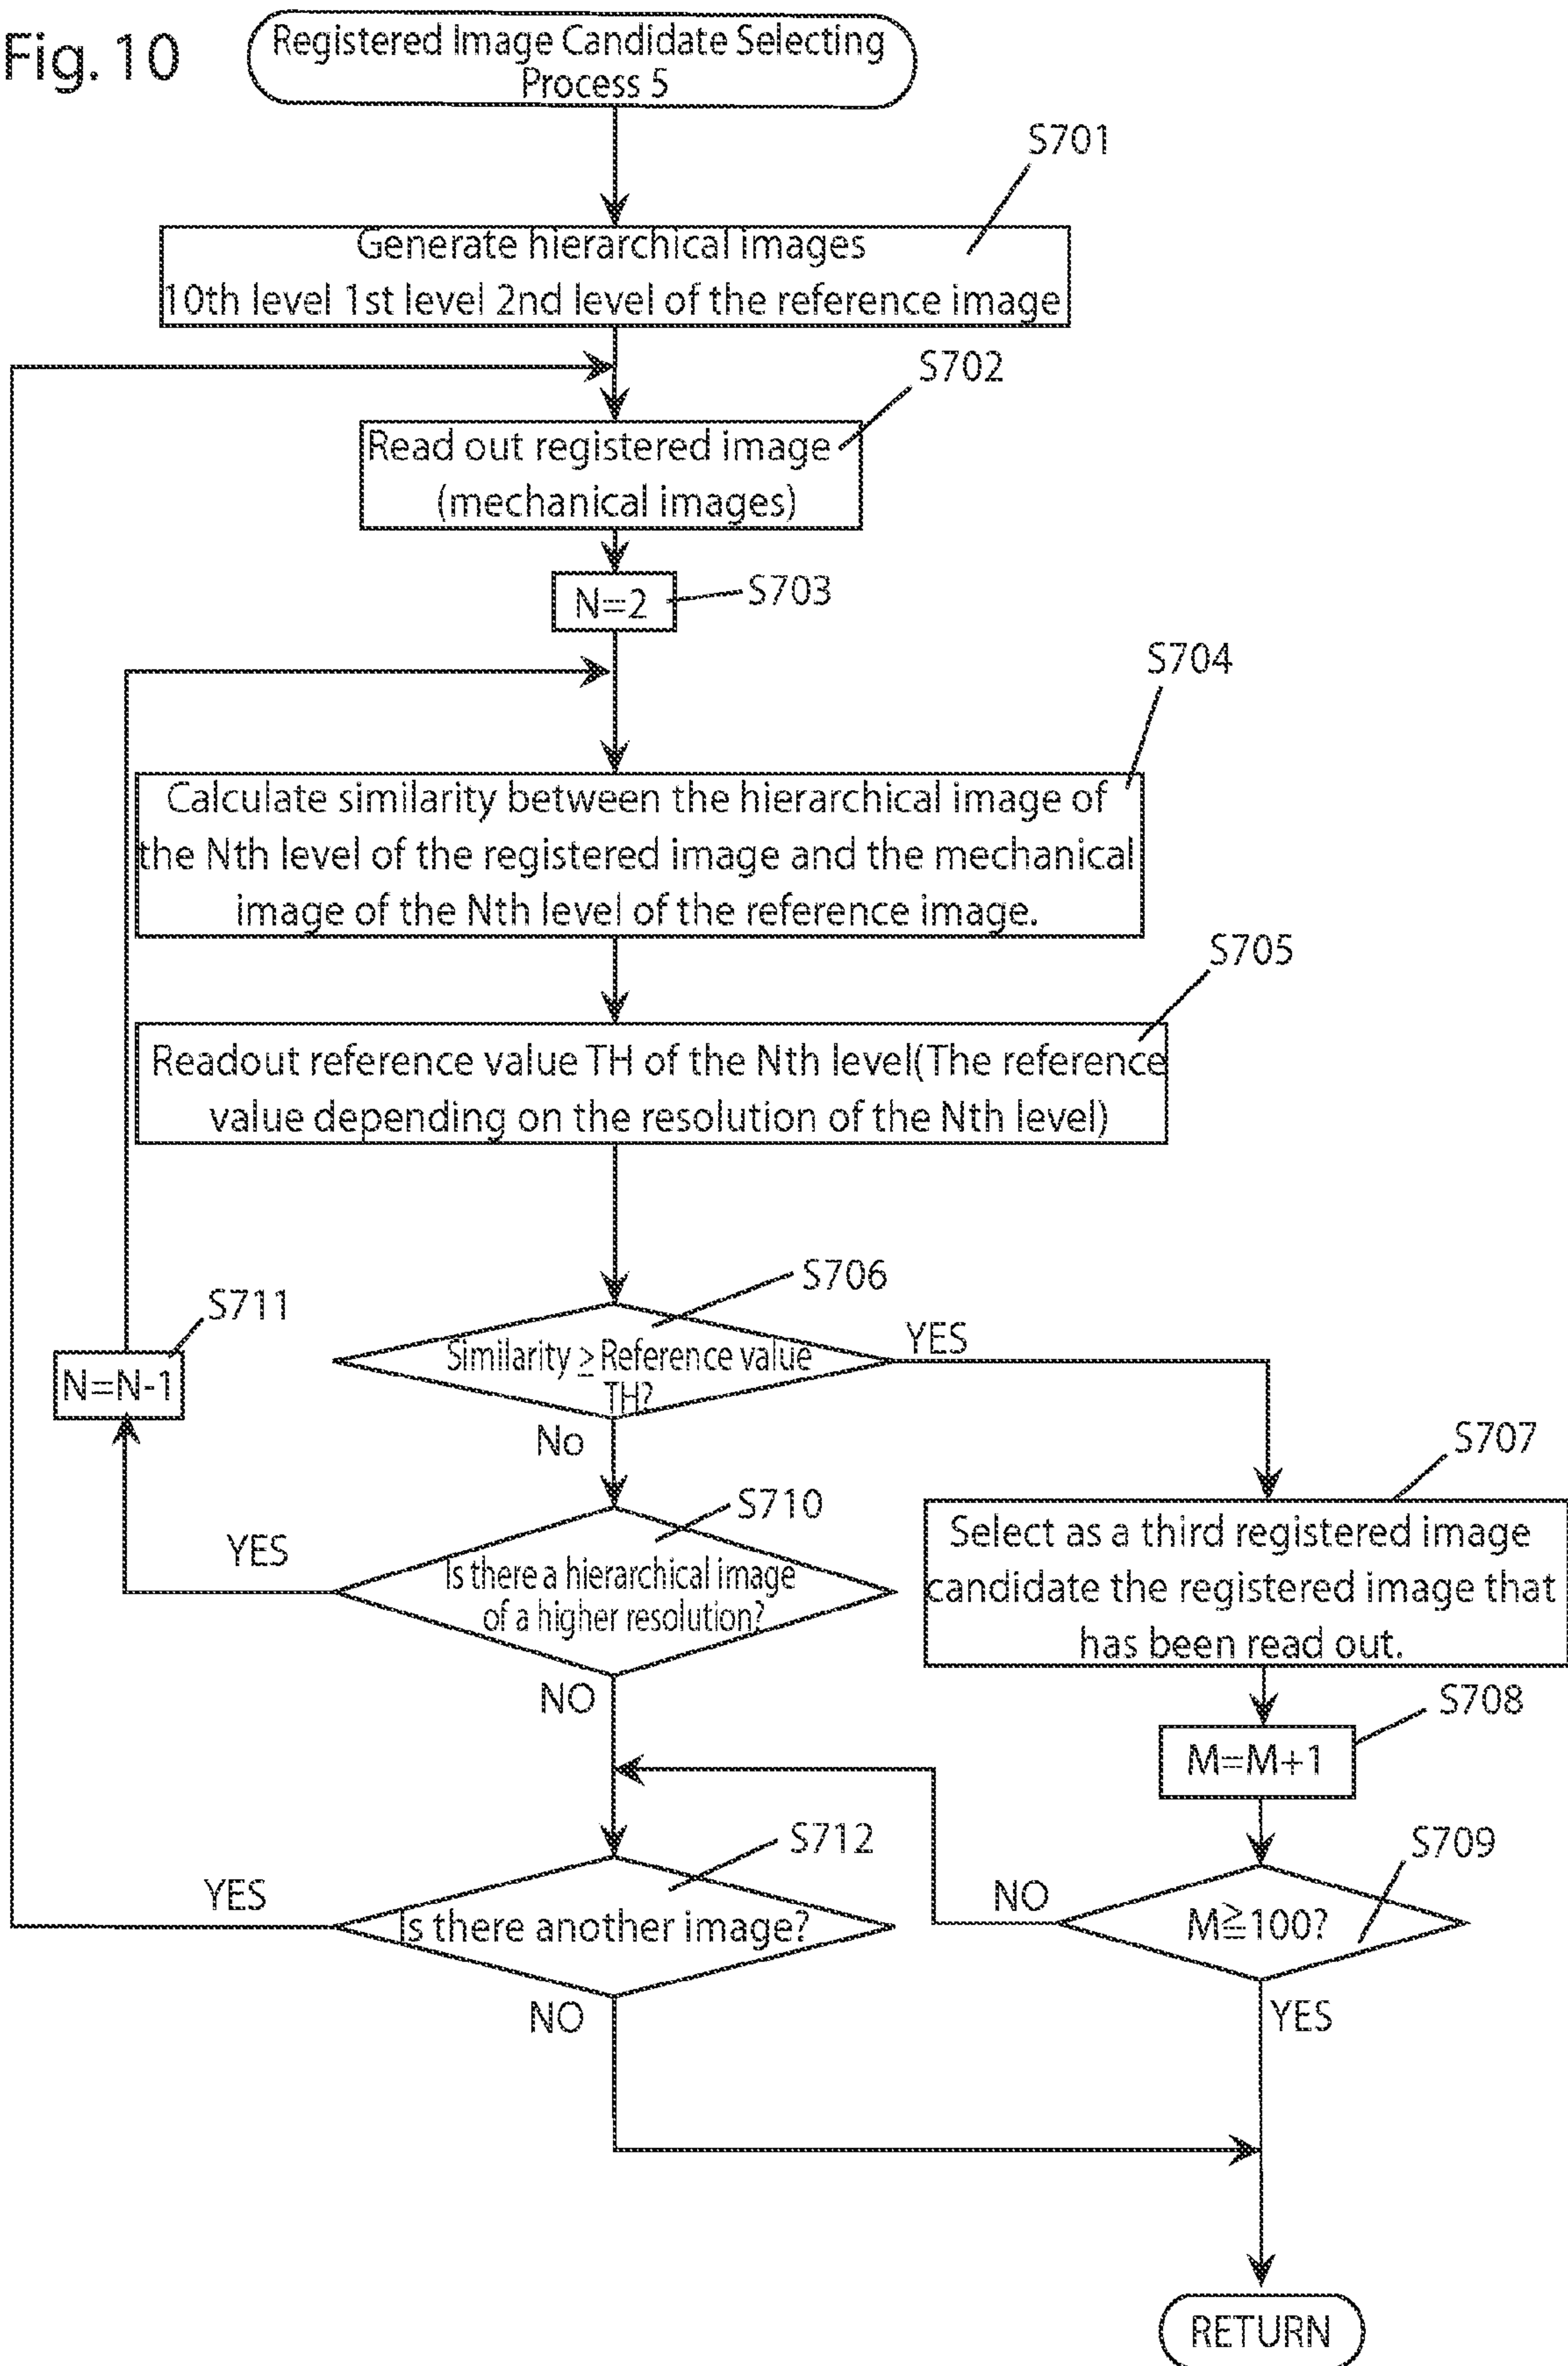 Fig. 10
Registered Image Candidate Selecting
Process 5
S701
Generate hierarchical images
10th level 1st level 2nd level of the reference image
S702
Read out registered image
(mechanical images)
N=2
S703
S704
Calculate similarity between the hierarchical image of
the Nth level of the registered image and the mechanical
image of the Nth level of the reference image.
S705
Readout reference value TH of the Nth level(The reference
value depending on the resolution of the Nth level)
S706
Similarity ≥ Reference value
TH?
YES
No
S711
N=N-1
S710
Is there a hierarchical image
of a higher resolution?
YES
NO
S707
Select as a third registered image
candidate the registered image that
has been read out.
S708
M=M+1
S709
M≧100?
NO
YES
S712
Is there another image?
YES
NO
RETURN